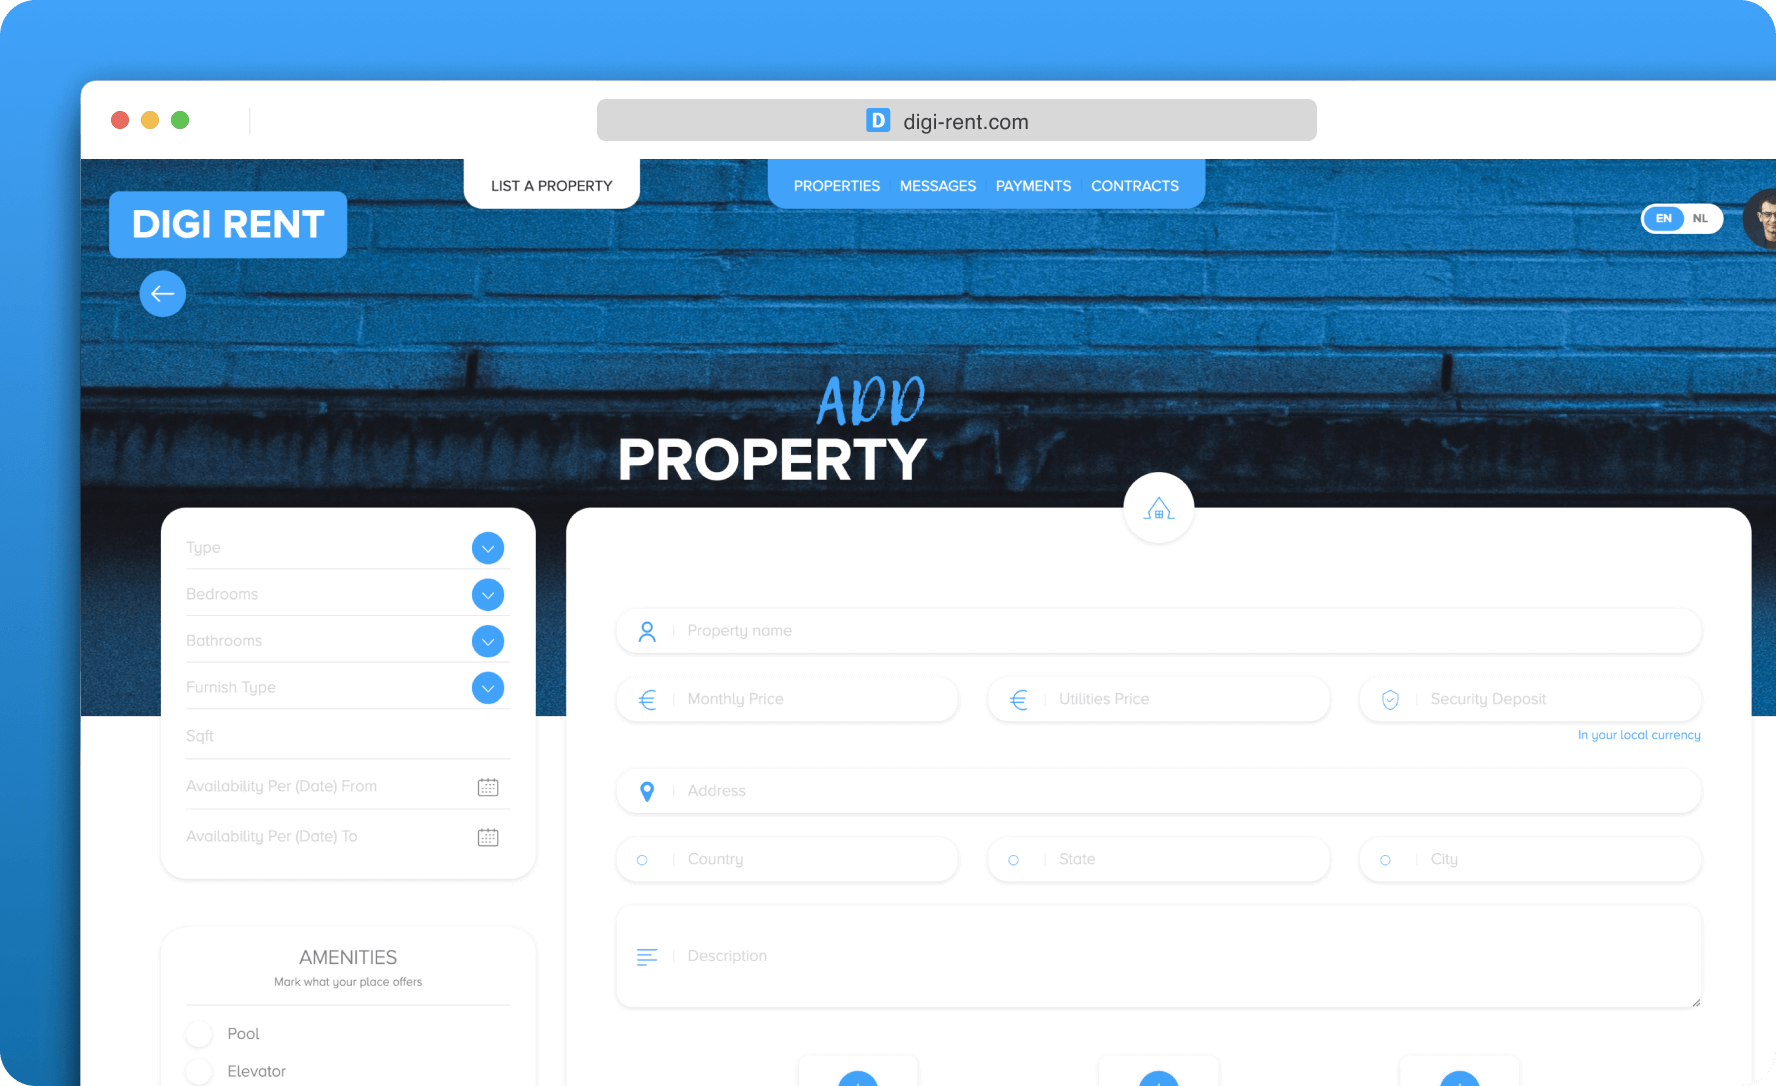 D digi-rent.com
LIST A PROPERTY
PROPERTIES MESSAGES PAYMENTS CONTRACTS
DIGI RENT
EN NL
ADD
PROPERTY
Type
Bedrooms
Bathrooms
Furnish Type
Sqft
Availability Per (Date) From
Availability Per (Date) To
AMENITIES
Mark what your place offers
Pool
Elevator
Property name
€ Monthly Price
€ Utilities Price
Security Deposit
In your local currency
Address
Country
State
City
Description